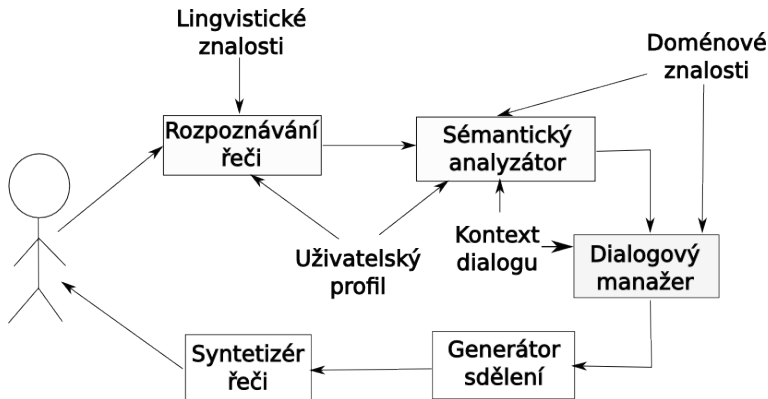 Lingvistické
znalosti
Doménové
znalosti
Rozpoznávání
řeči
Sémantický
analyzátor
Uživatelský
profil
Kontext
dialogu
Dialogový
manažer
Syntetizér
řeči
Generátor
sdělení